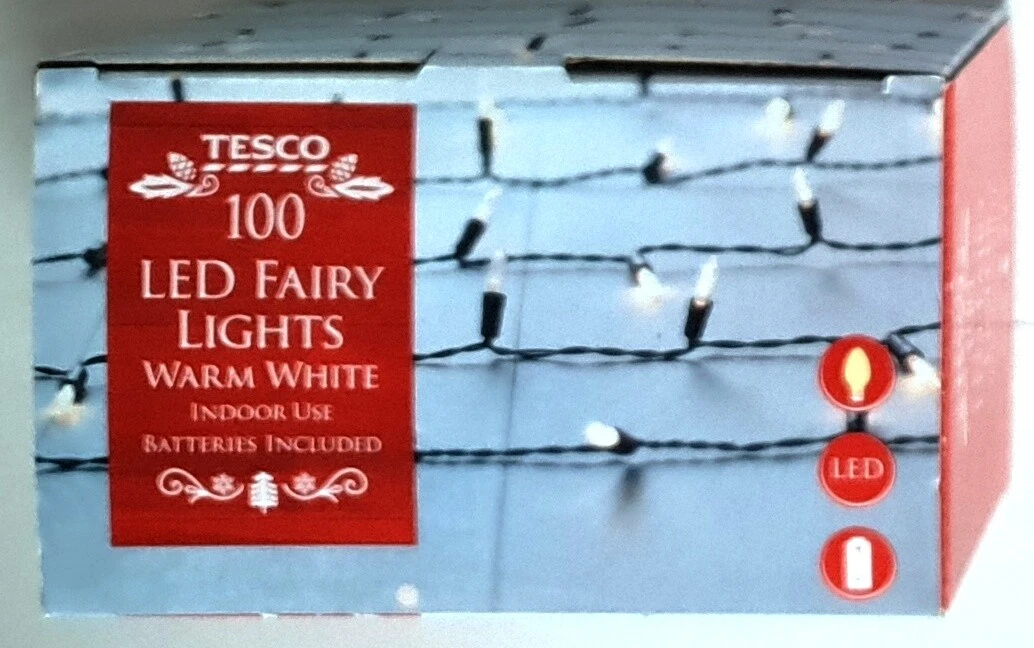 TESCO
100
LED FAIRY
LIGHTS
WARM WHITE
INDOOR USE
BATTERIES INCLUDED
LED